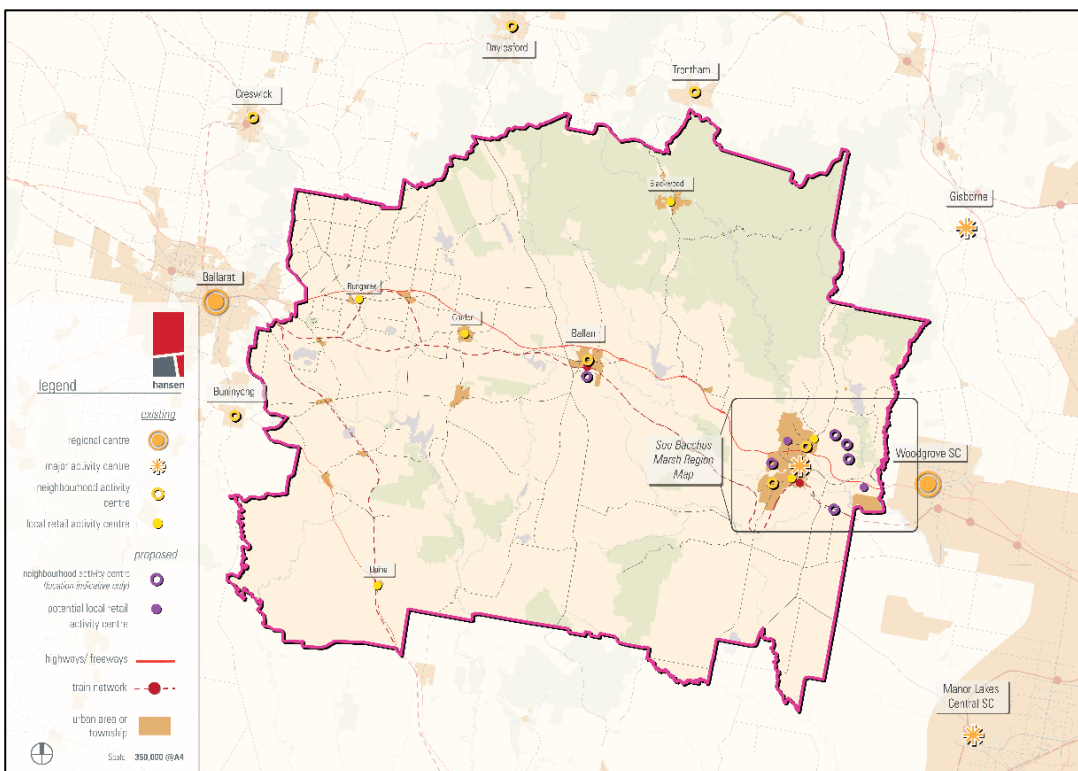 Daylesford
Trentham
Creswick
Blackwood
Gisborne
Ballarat
Bungaree
Gordon
Ballan
hansen
legend
Buninyong
existing
regional centre
major activity centre
neighbourhood activity
centre
local retail activity centre
See Bacchus
Marsh Region
Map
Woodgrove SC
proposed
neighbourhood activity centre
(location indicative only)
potential local retail
activity centre
highways/ freeways
train network
urban area or
township
Scale 350,000 @A4
Manor Lakes
Central SC